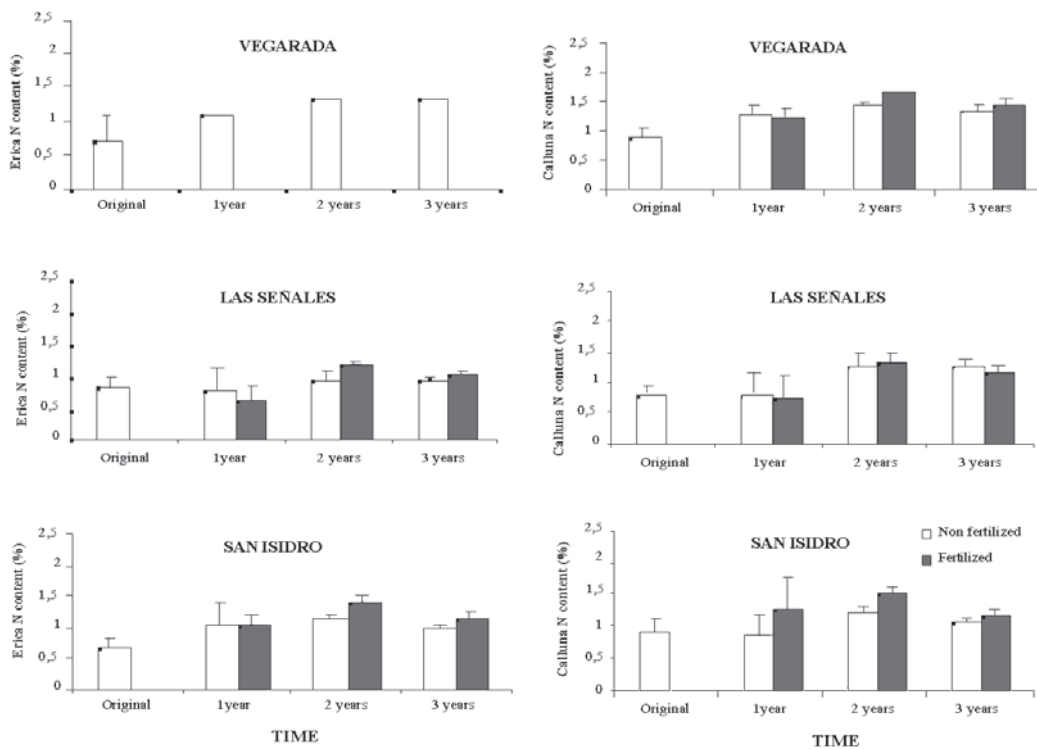 VEGARADA
Erica N content (%)
2,5
2
1,5
1
0,5
0
Original 1year 2 years 3 years
VEGARADA
Calluna N content (%)
2,5
2
1,5
1
0,5
0
Original 1 year 2 years 3 years
LAS SEÑALES
Erica N content (%)
2,5
2
1,5
1
0,5
0
Original 1year 2 years 3 years
LAS SEÑALES
Calluna N content (%)
2,5
2
1,5
1
0,5
0
Original 1 year 2 years 3 years
SAN ISIDRO
Erica N content (%)
2,5
2
1,5
1
0,5
0
Original 1year 2 years 3 years
TIME
SAN ISIDRO
Non fertilized
Fertilized
Calluna N content (%)
2,5
2
1,5
1
0,5
0
Original 1 year 2 years 3 years
TIME